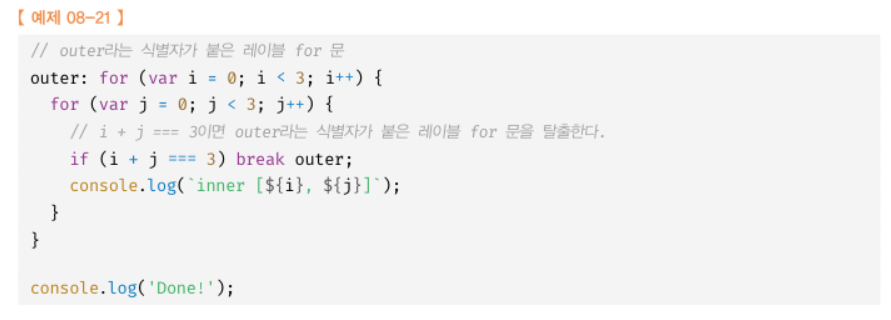 【 예제 08-21 】
// outer라는 식별자가 붙은 레이블 for 문
outer: for (var i = 0; i < 3; i++) {
  for (var j = 0; j < 3; j++) {
    // i + j === 3이면 outer라는 식별자가 붙은 레이블 for 문을 탈출한다.
    if (i + j === 3) break outer;
    console.log(`inner [${i}, ${j}]`);
  }
}
console.log('Done!');